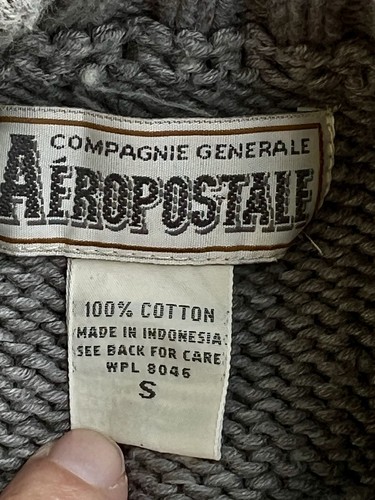 COMPAGNIE GENERALE
AÉROPOSTALE
100% COTTON
MADE IN INDONESIA
SEE BACK FOR CARE
WPL 8046
S